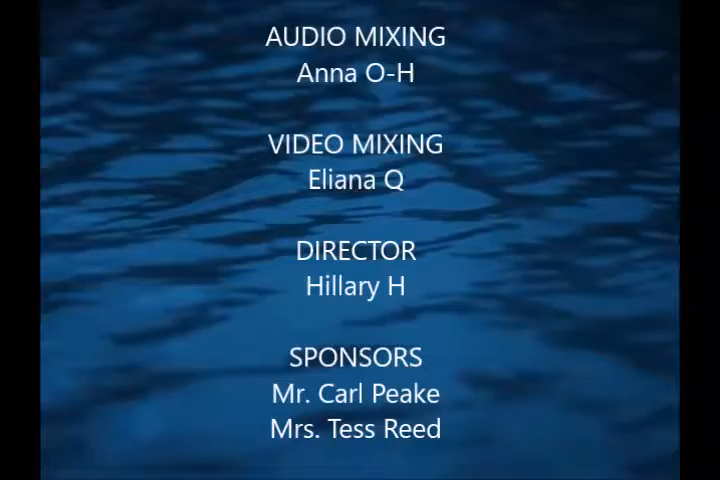 AUDIO MIXING
Anna O-H
VIDEO MIXING
Eliana Q
DIRECTOR
Hillary H
SPONSORS
Mr. Carl Peake
Mrs. Tess Reed